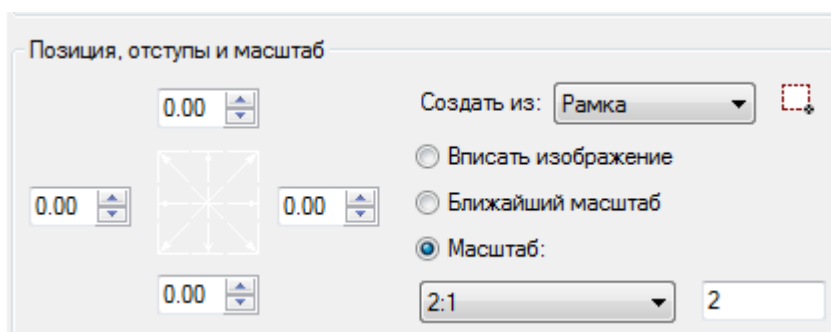 Позиция, отступы и масштаб
0.00
Создать из: Рамка
Вписать изображение
0.00 0.00 Ближайший масштаб
Масштаб:
0.00
2:1 2